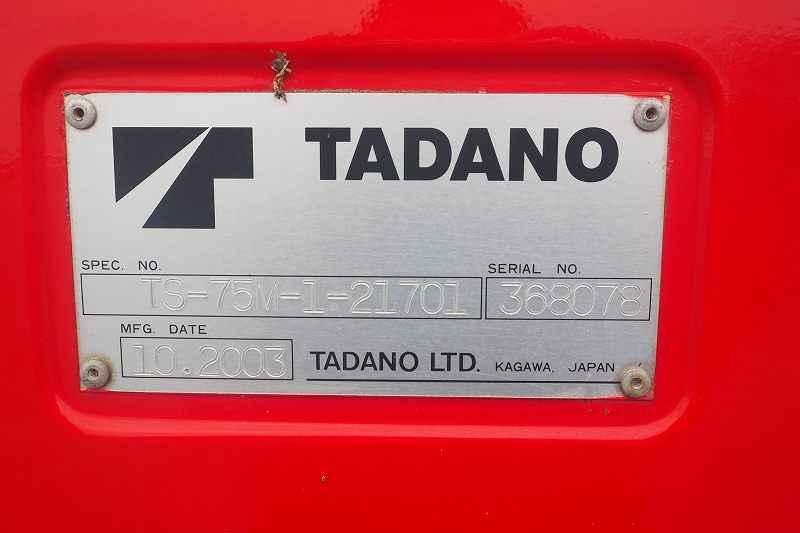 TADANO
SPEC. NO.
SERIAL NO.
TS-75M-1-21701
368078
MFG. DATE
10.2003
TADANO LTD. KAGAWA, JAPAN